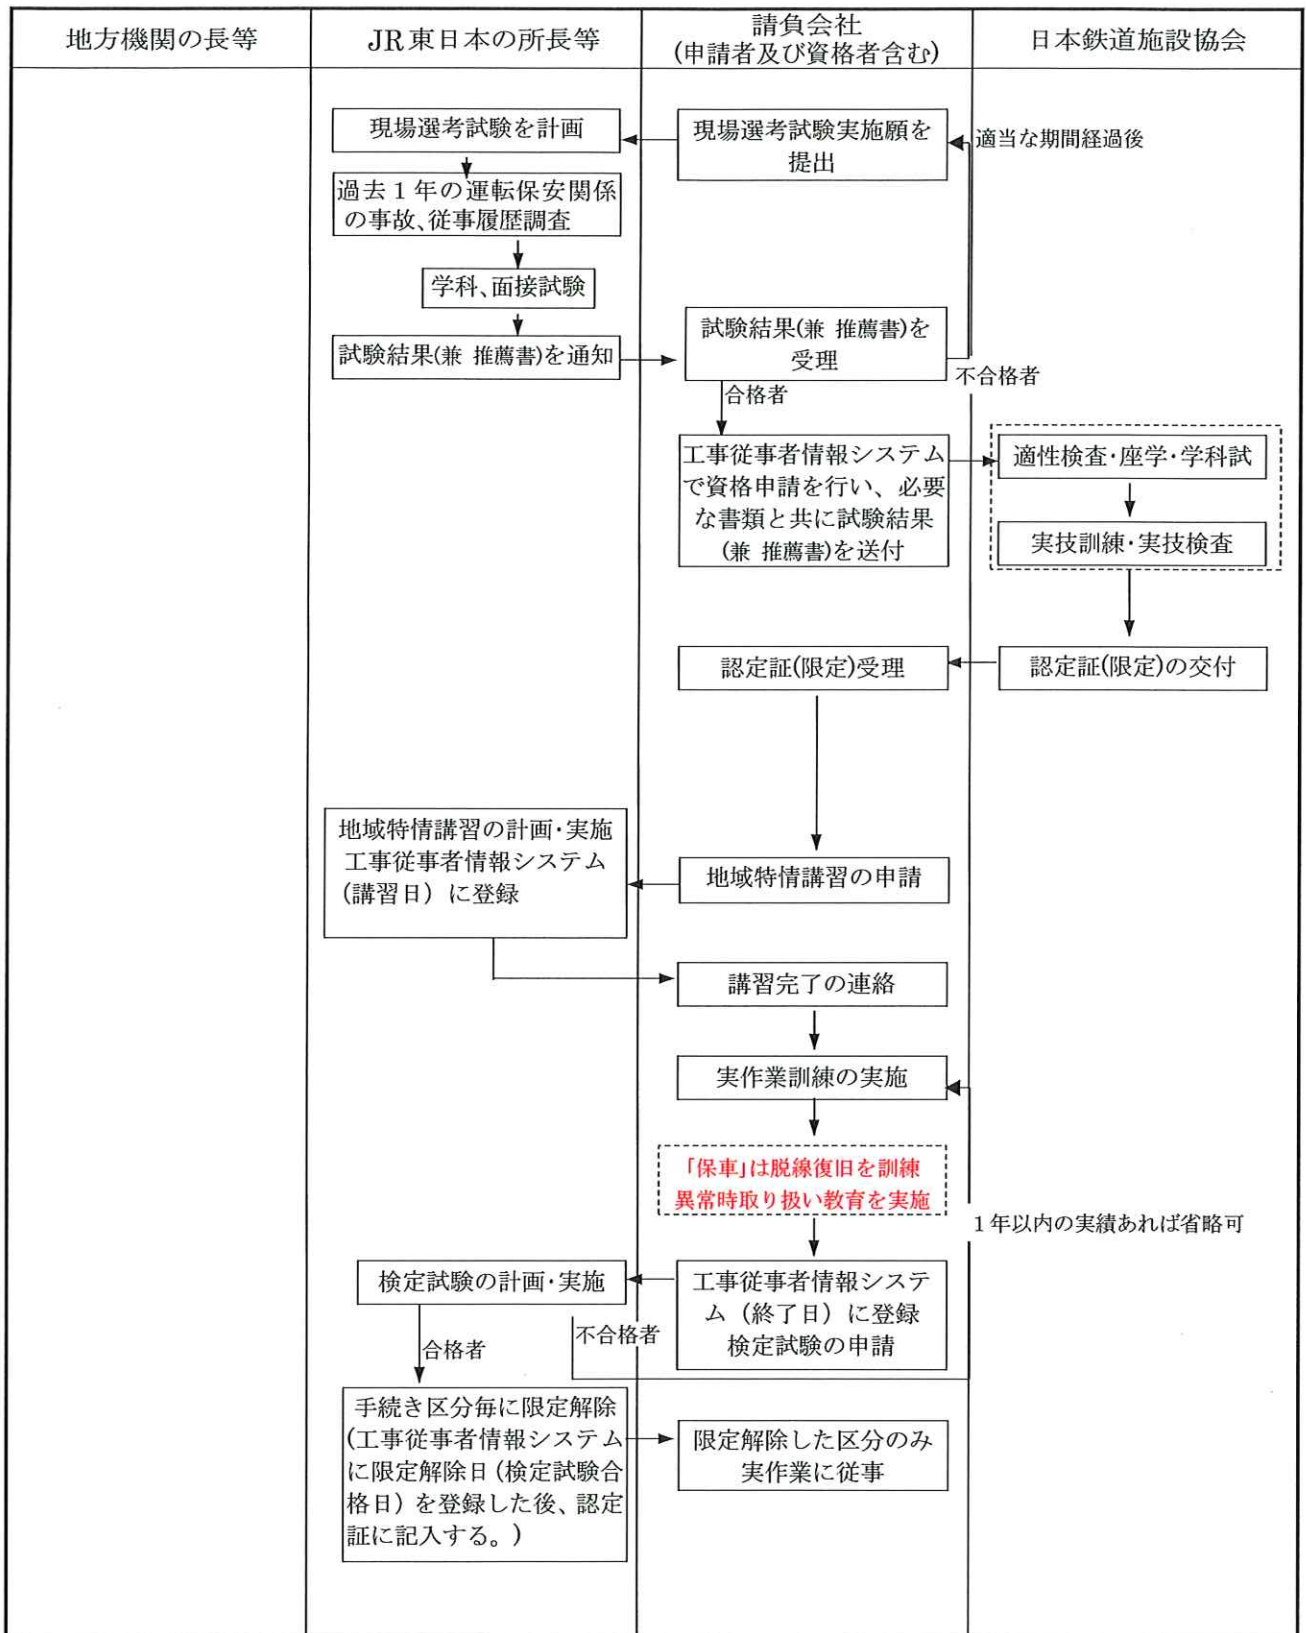 地方機関の長等
JR東日本の所長等
請負会社
(申請者及び資格者含む)
日本鉄道施設協会
現場選考試験を計画
現場選考試験実施願を
提出
適当な期間経過後
過去１年の運転保安関係
の事故、従事履歴調査
学科、面接試験
試験結果(兼 推薦書)を通知
試験結果(兼 推薦書)を
受理
不合格者
合格者
工事従事者情報システム
で資格申請を行い、必要
な書類と共に試験結果
(兼 推薦書)を送付
適性検査・座学・学科試
実技訓練・実技検査
認定証(限定)受理
認定証(限定)の交付
地域特情講習の計画・実施
工事従事者情報システム
（講習日）に登録
地域特情講習の申請
講習完了の連絡
実作業訓練の実施
「保車」は脱線復旧を訓練
異常時取り扱い教育を実施
１年以内の実績あれば省略可
検定試験の計画・実施
工事従事者情報システ
ム（終了日）に登録
検定試験の申請
不合格者
合格者
手続き区分毎に限定解除
(工事従事者情報システム
に限定解除日（検定試験合
格日）を登録した後、認定
証に記入する。)
限定解除した区分のみ
実作業に従事